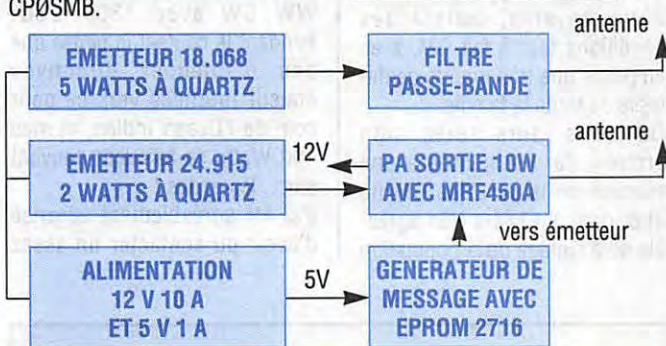 CPØSMB.
antenne
EMETTEUR 18.068
5 WATTS À QUARTZ
FILTRE
PASSE-BANDE
antenne
EMETTEUR 24.915
2 WATTS À QUARTZ
12V
PA SORTIE 10W
AVEC MRF450A
vers émetteur
ALIMENTATION
12 V 10 A
ET 5 V 1 A
5V
GENERATEUR DE
MESSAGE AVEC
EPROM 2716